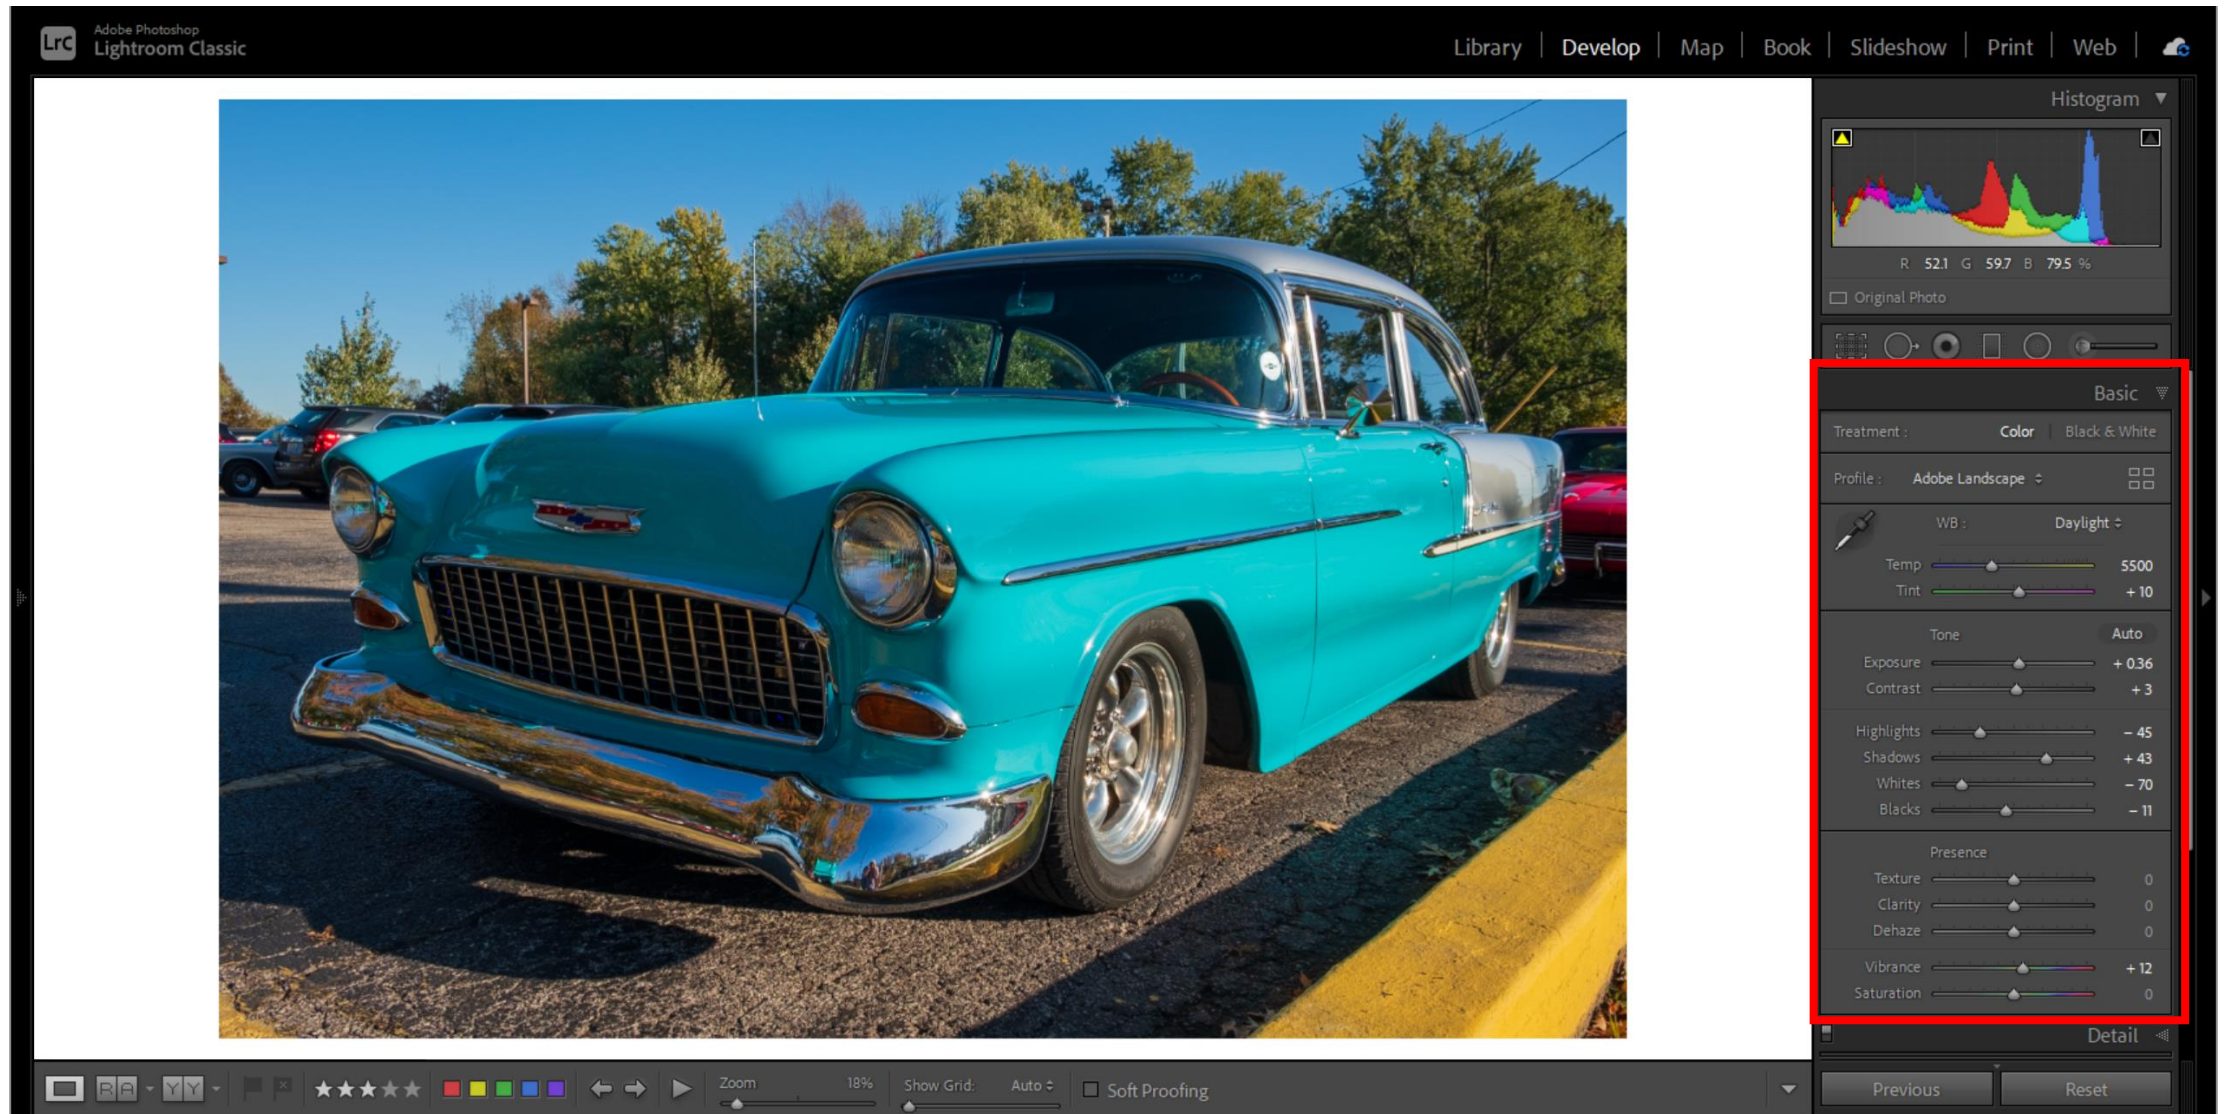 LrC
Adobe Photoshop
Lightroom Classic
Library | Develop | Map | Book | Slideshow | Print | Web |
Histogram
R 52.1 G 59.7 B 79.5 %
Original Photo
Basic
Treatment : Color | Black & White
Profile : Adobe Landscape
WB : Daylight
Temp 5500
Tint + 10
Tone Auto
Exposure + 0.36
Contrast + 3
Highlights – 45
Shadows + 43
Whites – 70
Blacks – 11
Presence
Texture 0
Clarity 0
Dehaze 0
Vibrance + 12
Saturation 0
Detail
Previous Reset
R A Y Y Zoom 18% Show Grid: Auto Soft Proofing